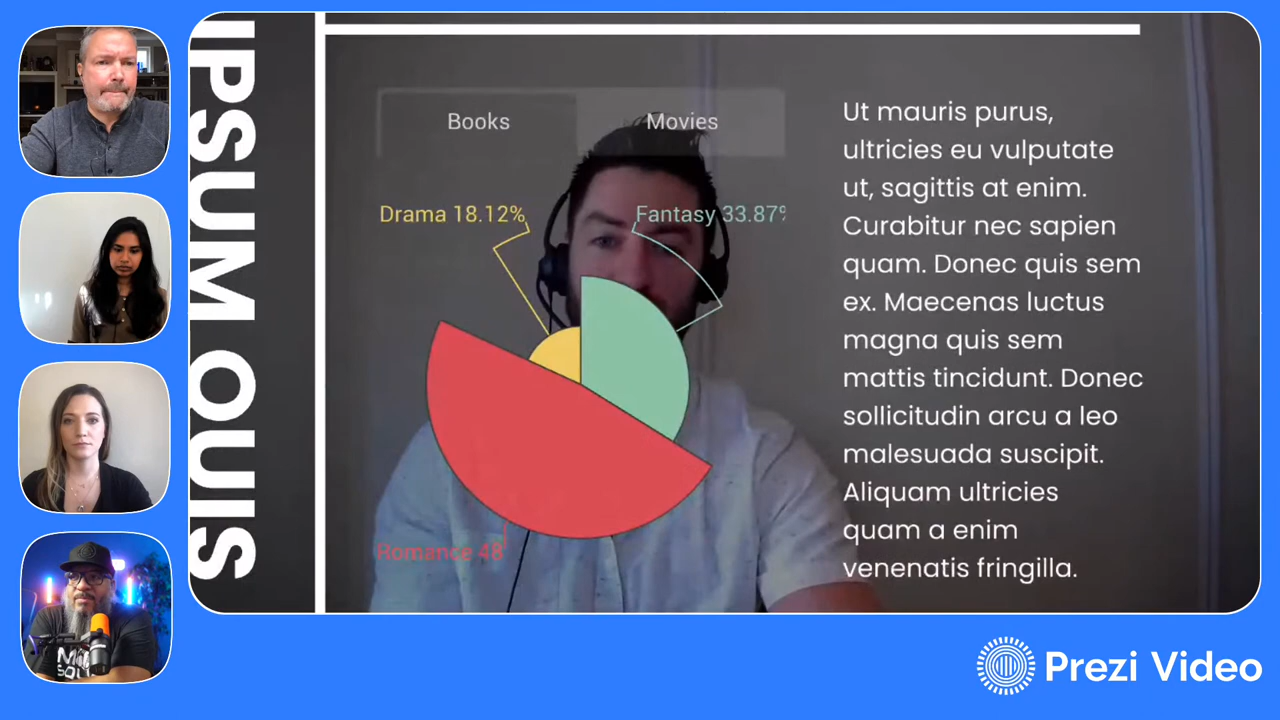 IPSUM QUIS
Books
Movies
Drama 18.12%
Fantasy 33.87%
Romance 48
Ut mauris purus,
ultricies eu vulputate
ut, sagittis at enim.
Curabitur nec sapien
quam. Donec quis sem
ex. Maecenas luctus
magna quis sem
mattis tincidunt. Donec
sollicitudin arcu a leo
malesuada suscipit.
Aliquam ultricies
quam a enim
venenatis fringilla.
Prezi Video